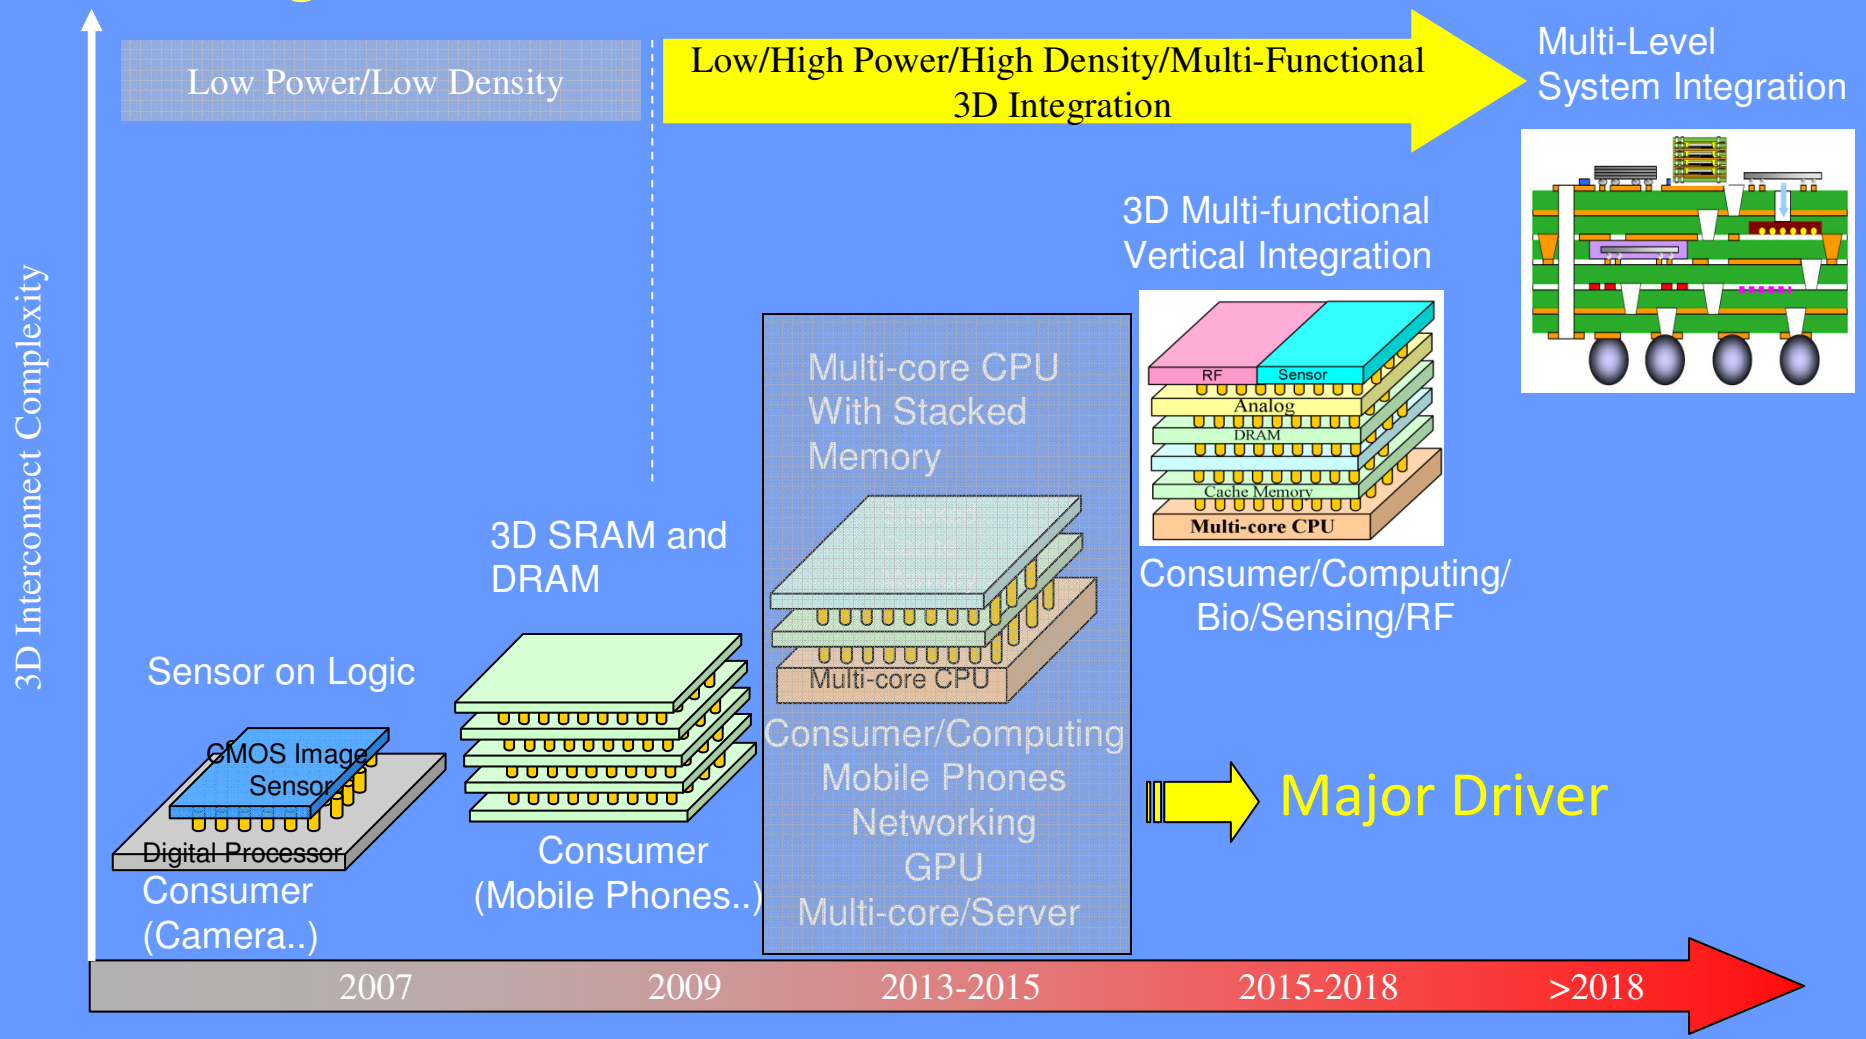 Low Power/Low Density
Low/High Power/High Density/Multi-Functional
3D Integration
Multi-Level
System Integration
3D Interconnect Complexity
3D Multi-functional
Vertical Integration
RF
Sensor
Analog
DRAM
Cache Memory
Multi-core CPU
Consumer/Computing/
Bio/Sensing/RF
Multi-core CPU
With Stacked
Memory
Stacked
Cache
Memory
Multi-core CPU
Consumer/Computing
Mobile Phones
Networking
GPU
Multi-core/Server
3D SRAM and
DRAM
Consumer
(Mobile Phones..)
Sensor on Logic
CMOS Image
Sensor
Digital Processor
Consumer
(Camera..)
Major Driver
2007
2009
2013-2015
2015-2018
>2018